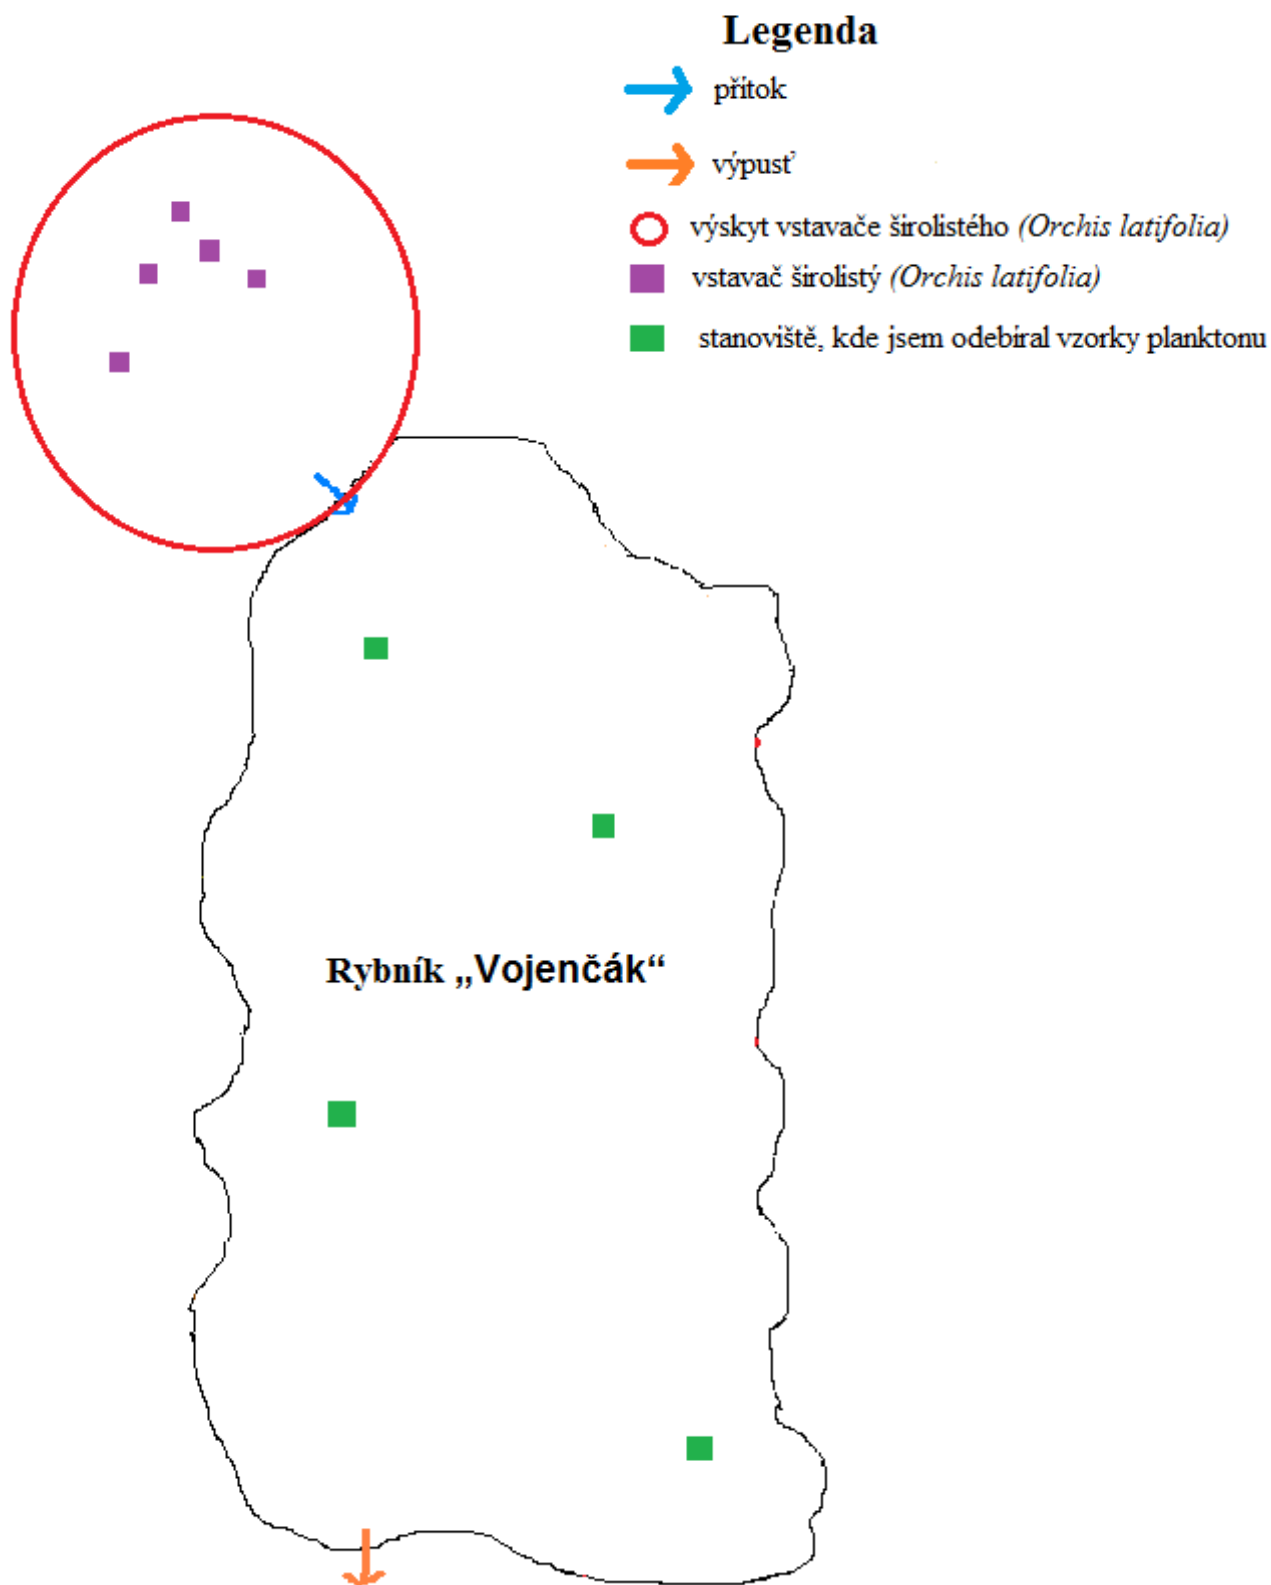 Legenda
přítok
výpusť
výskyt vstavače širolistého (Orchis latifolia)
vstavač širolistý (Orchis latifolia)
stanoviště, kde jsem odebíral vzorky planktonu
Rybník „Vojenčák“